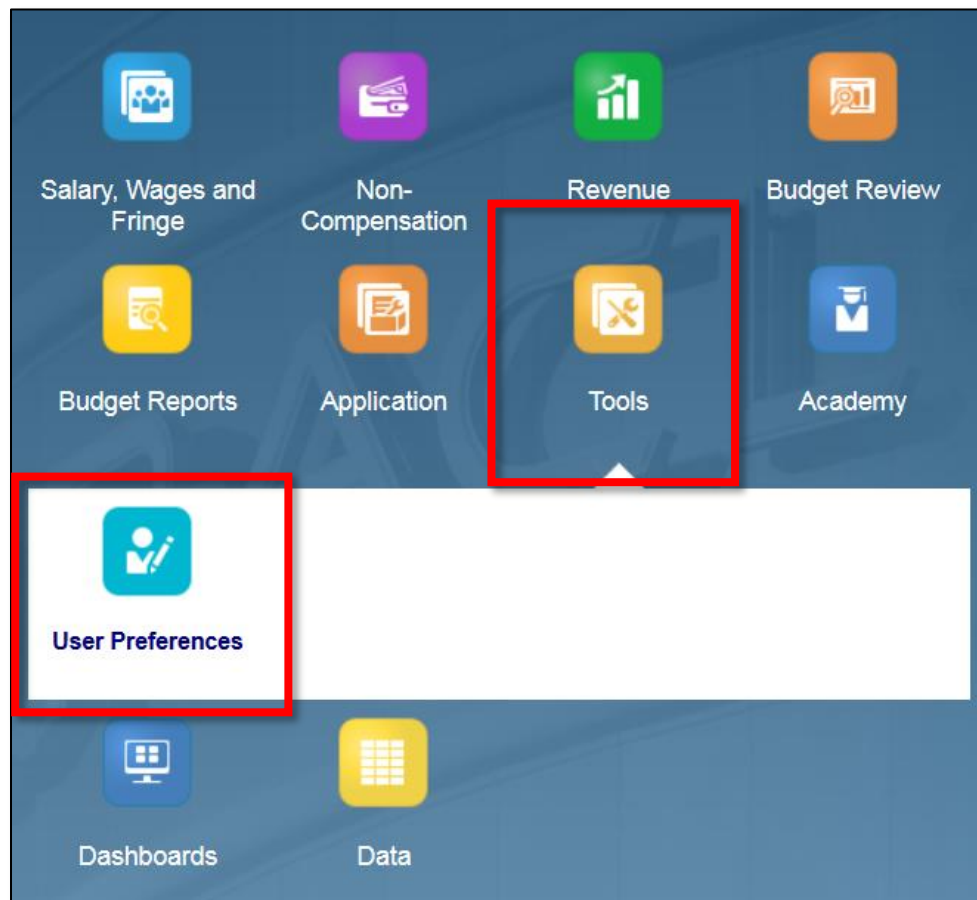 Salary, Wages and
Fringe
Non-
Compensation
Revenue
Budget Review
Budget Reports
Application
Tools
Academy
User Preferences
Dashboards
Data